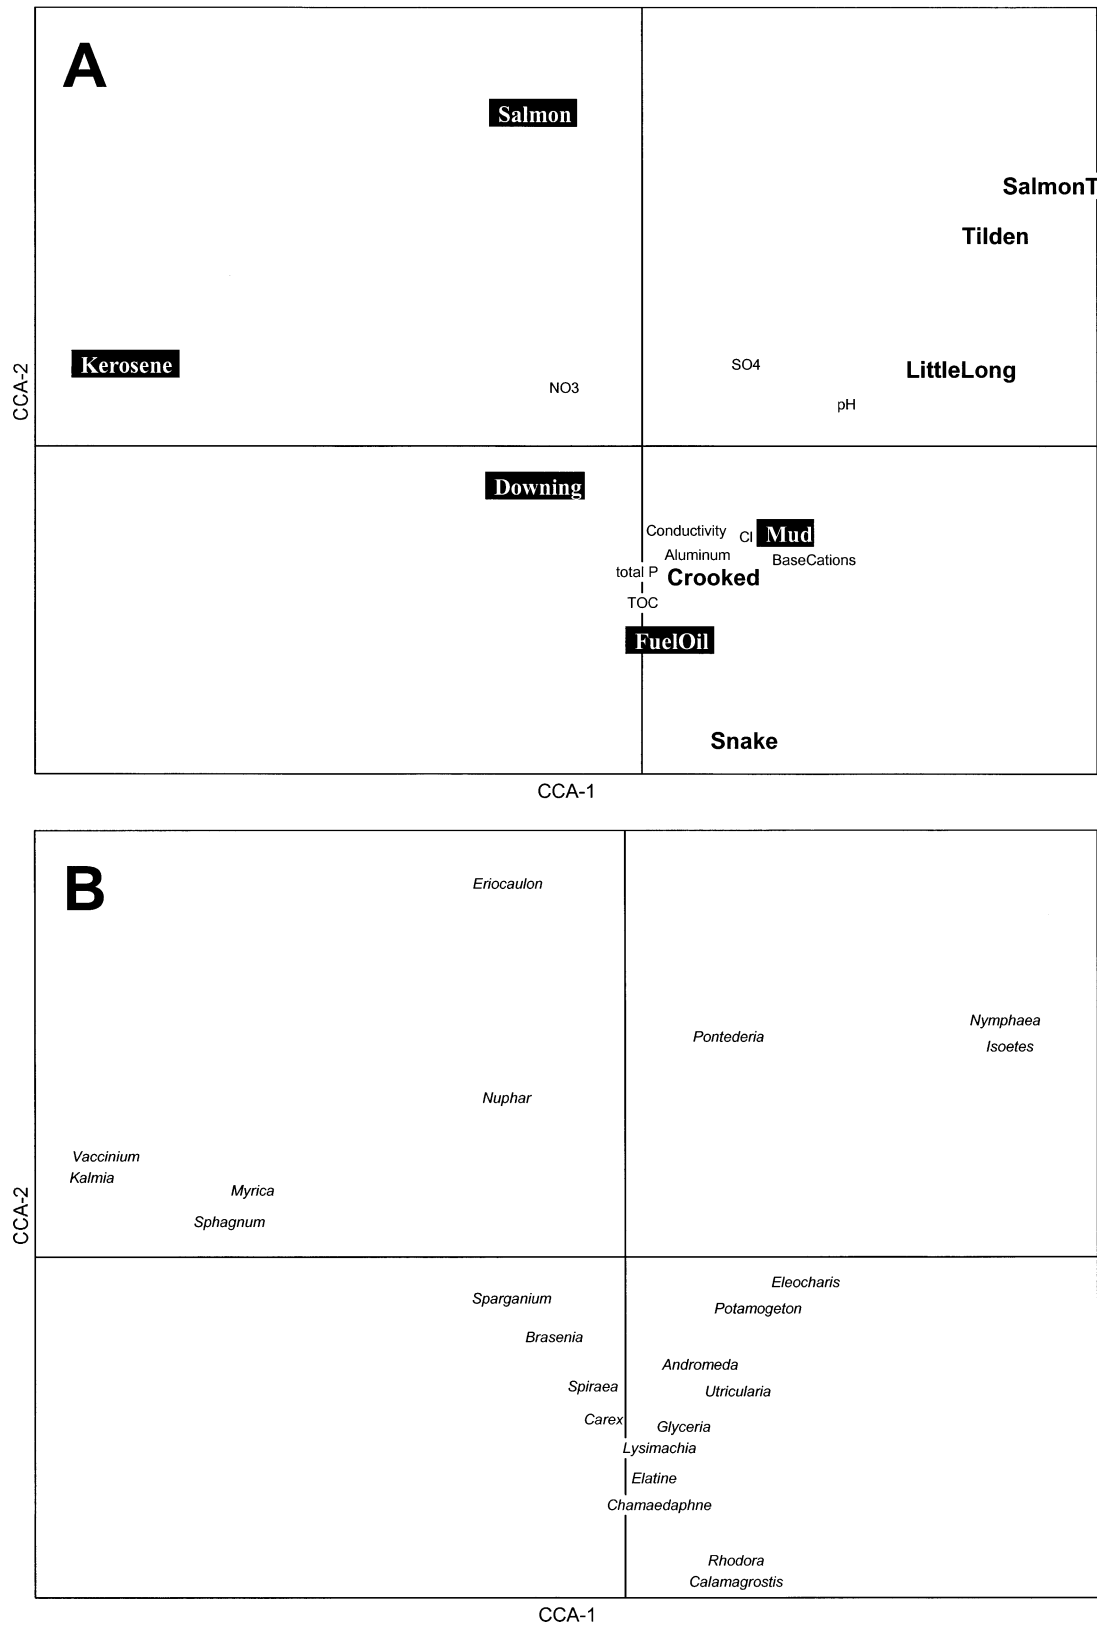 A
Salmon
SalmonT
Tilden
Kerosene
SO4
LittleLong
NO3
pH
CCA-2
Downing
Conductivity
Cl
Mud
Aluminum
BaseCations
total P
Crooked
TOC
FuelOil
Snake
CCA-1
B
Eriocaulon
Nymphaea
Pontederia
Isoetes
Nuphar
Vaccinium
Kalmia
Myrica
Sphagnum
CCA-2
Eleocharis
Sparganium
Potamogeton
Brasenia
Andromeda
Spiraea
Utricularia
Carex
Glyceria
Lysimachia
Elatine
Chamaedaphne
Rhodora
Calamagrostis
CCA-1